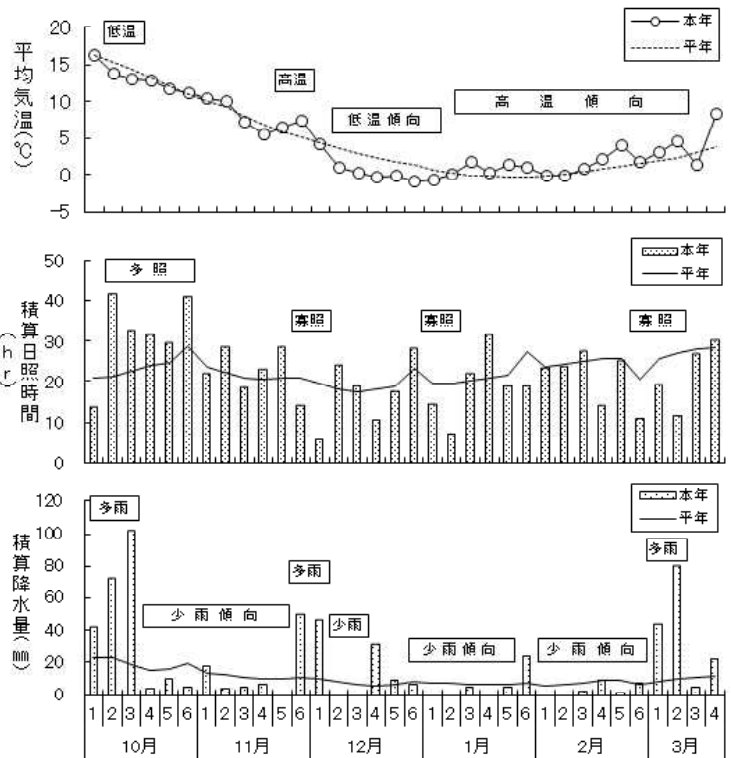 平均気温(℃)
20
15
10
5
0
−5
低温
高温
低温傾向
高温傾向
本年
平年
積算日照時間(hr)
50
40
30
20
10
0
多照
寡照
寡照
寡照
本年
平年
積算降水量(㎜)
120
100
80
60
40
20
0
多雨
少雨傾向
多雨
少雨
少雨傾向
少雨傾向
多雨
本年
平年
1 2 3 4 5 6 1 2 3 4 5 6 1 2 3 4 5 6 1 2 3 4 5 6 1 2 3 4 5 6 1 2 3 4
10月 11月 12月 1月 2月 3月